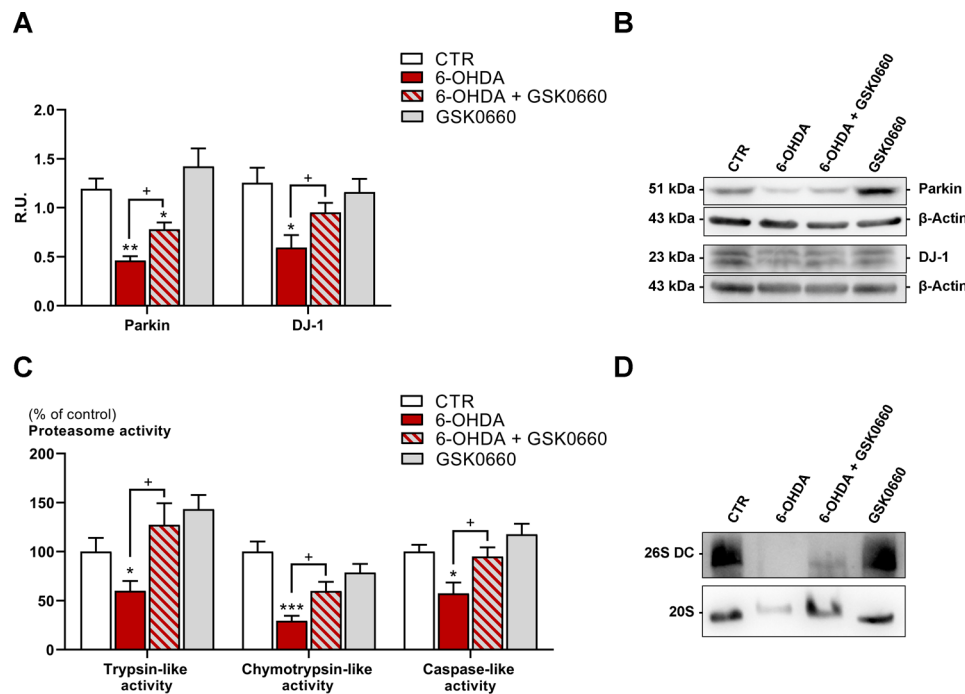 A
CTR
6-OHDA
6-OHDA + GSK0660
GSK0660
2.0
1.5
1.0
0.5
0.0
R.U.
**
+
*
*
+
Parkin
DJ-1
B
CTR
6-OHDA
6-OHDA + GSK0660
GSK0660
51 kDa
Parkin
43 kDa
β-Actin
23 kDa
DJ-1
43 kDa
β-Actin
C
CTR
6-OHDA
6-OHDA + GSK0660
GSK0660
(% of control)
Proteasome activity
200
150
100
50
0
*
+
***
+
*
+
Trypsin-like
activity
Chymotrypsin-like
activity
Caspase-like
activity
D
CTR
6-OHDA
6-OHDA + GSK0660
GSK0660
26S DC
20S